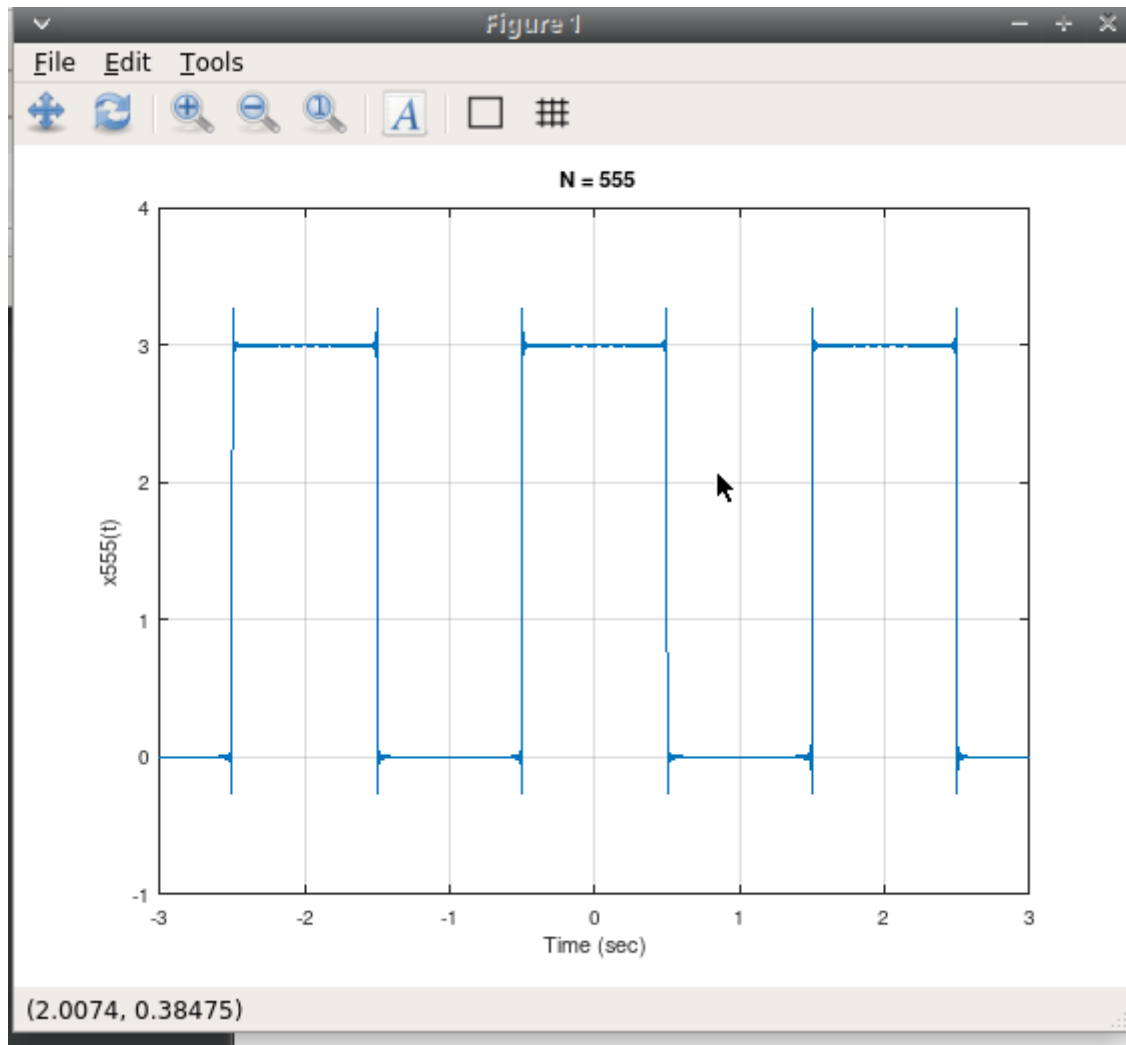 Figure 1
File Edit Tools
A
N = 555
4
3
2
1
0
-1
x555(t)
-3 -2 -1 0 1 2 3
Time (sec)
(2.0074, 0.38475)